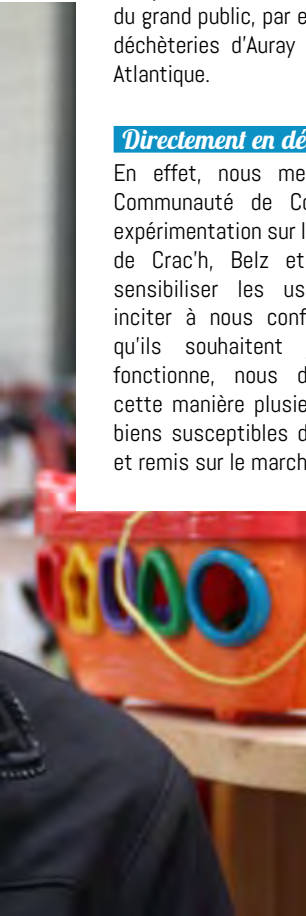 du grand public, par e
déchèteries d'Auray
Atlantique.
Directement en dé
En effet, nous me
Communauté de Co
expérimentation sur l
de Crac'h, Belz et
sensibiliser les us
inciter à nous conf
qu'ils souhaitent
fonctionne, nous d
cette manière plusie
biens susceptibles d
et remis sur le march